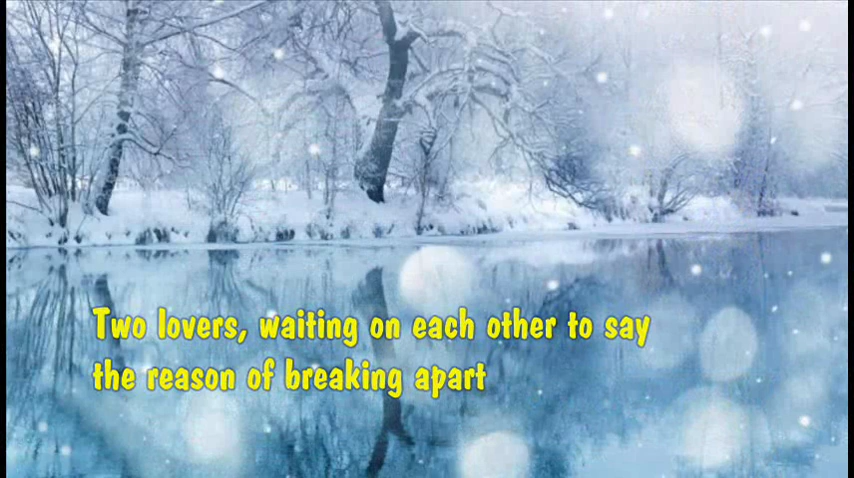 Two lovers, waiting on each other to say
the reason of breaking apart